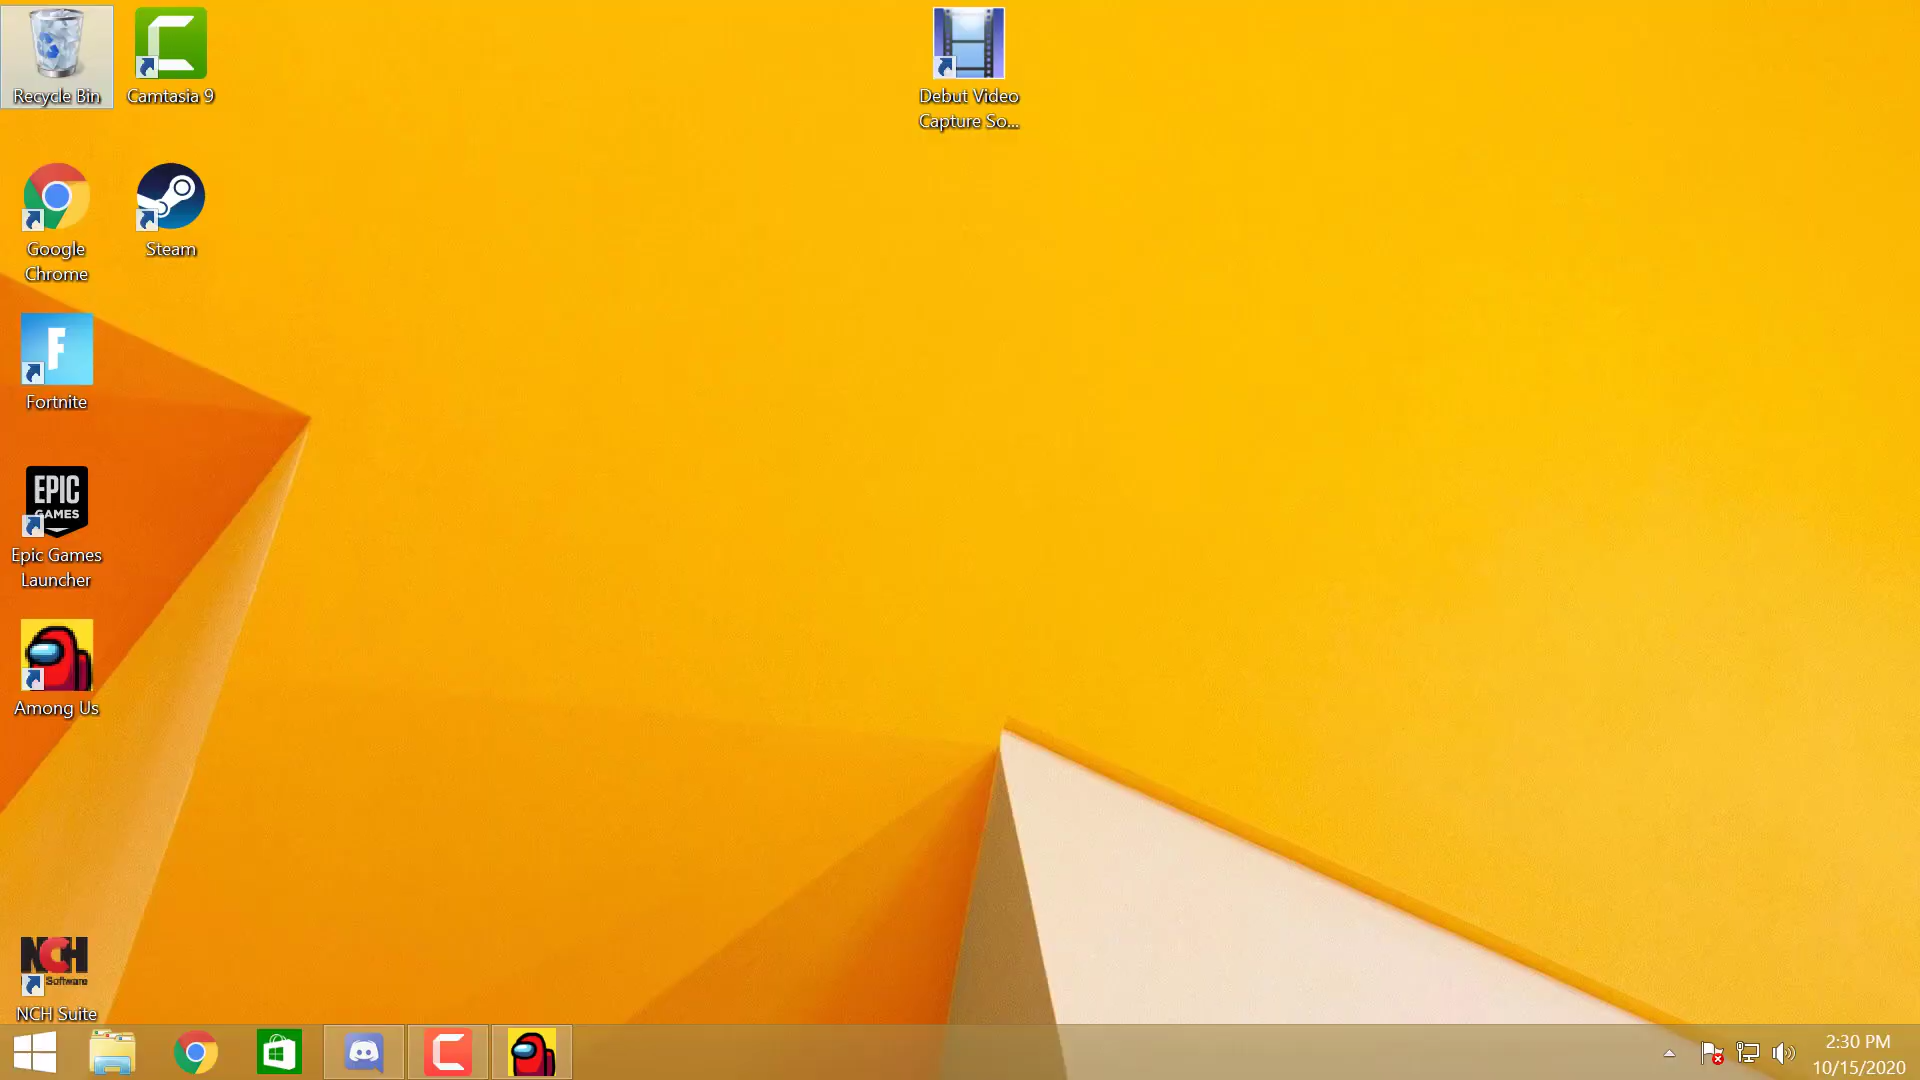 Recycle Bin
Camtasia 9
Debut Video
Capture So...
Google
Chrome
Steam
F
Fortnite
EPIC
GAMES
Epic Games
Launcher
Among Us
NCH
Software
NCH Suite
2:30 PM
10/15/2020